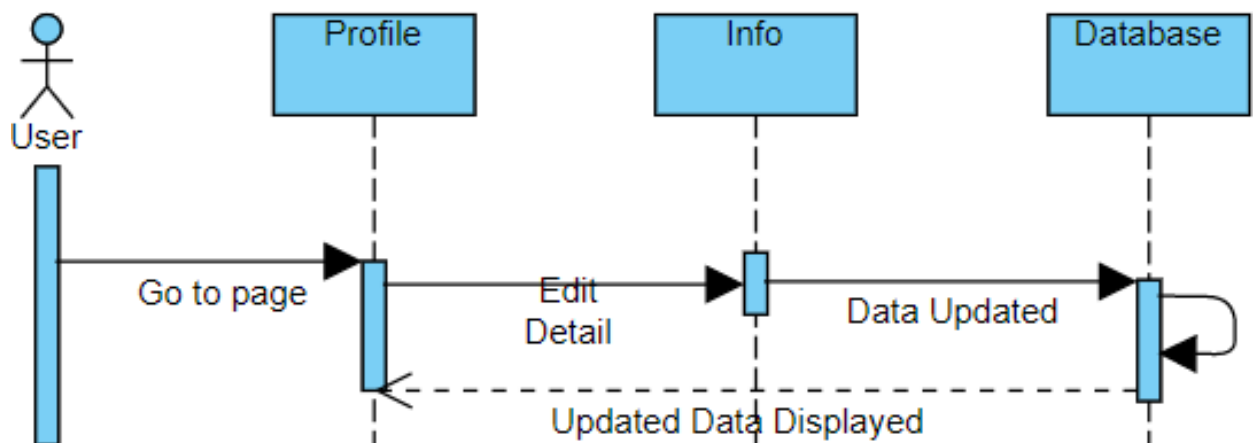 Profile
Info
Database
User
Go to page
Edit
Detail
Data Updated
Updated Data Displayed